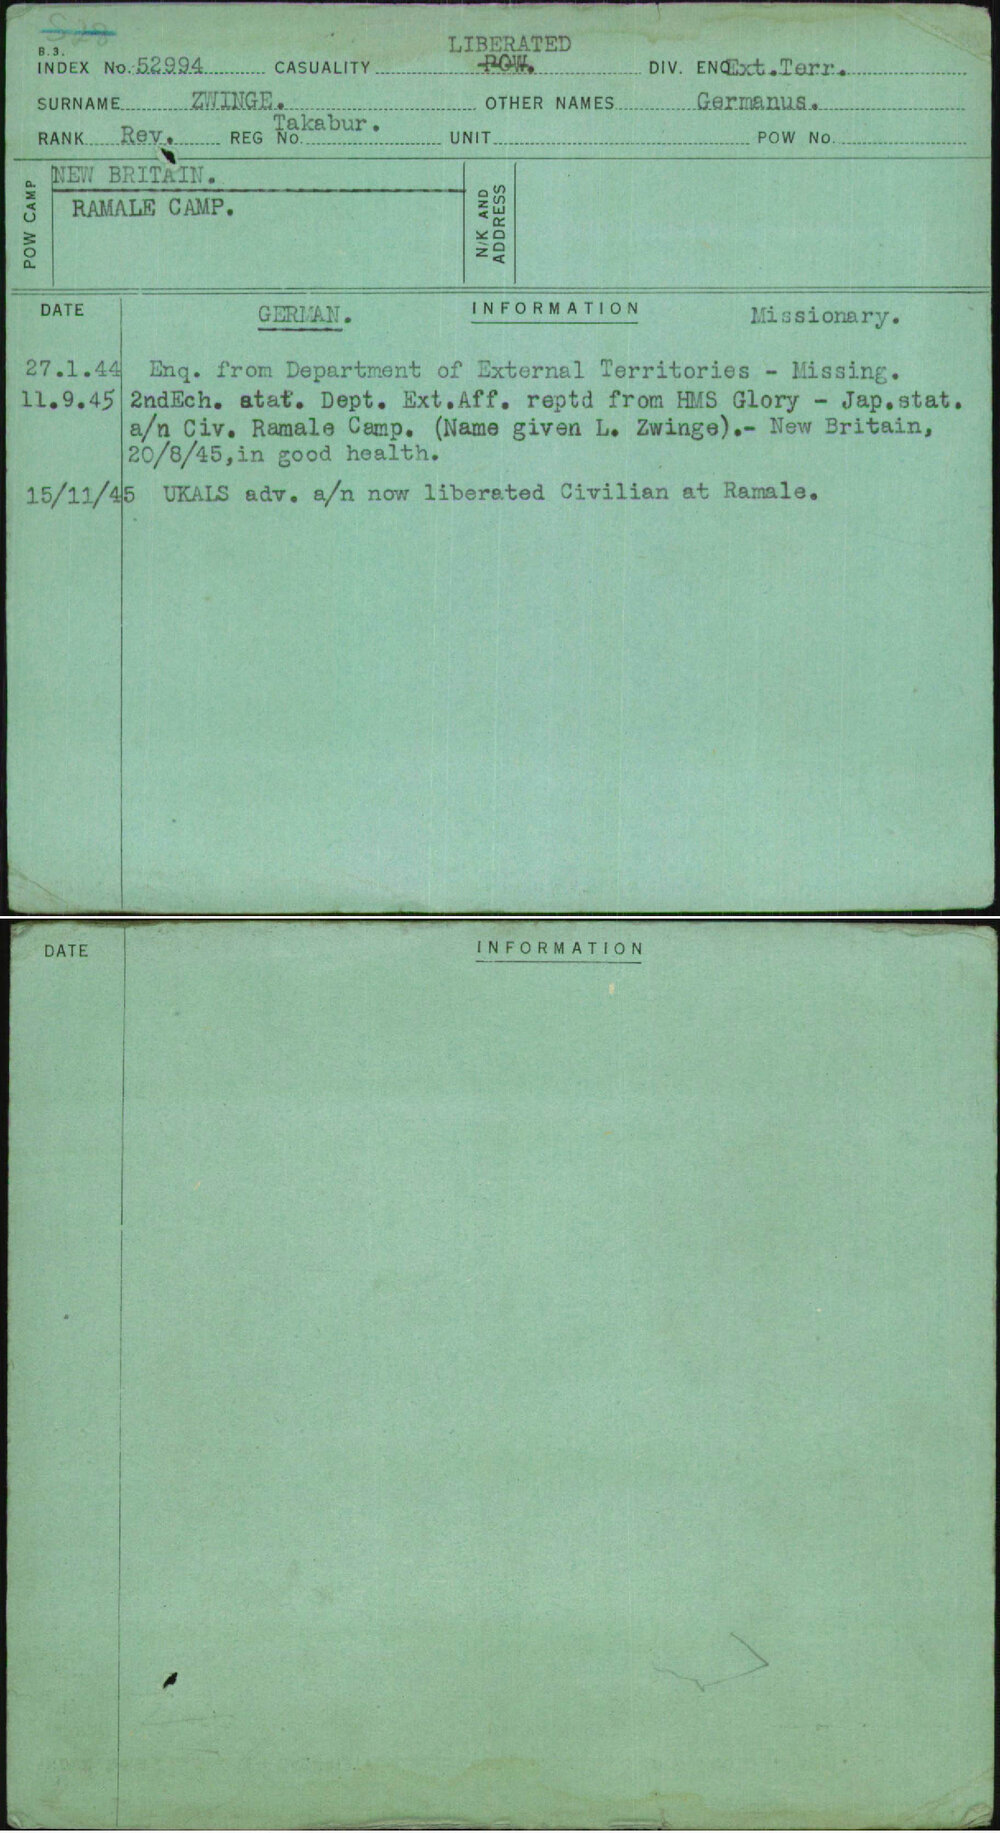 B.3.
LIBERATED
INDEX No. 52994 CASUALITY POW. DIV. ENQ Ext.Terr.
SURNAME ZWINGE. OTHER NAMES Germanus.
Takabur.
RANK Rev. REG No. UNIT POW No.
POW CAMP
NEW BRITAIN.
RAMALE CAMP.
N/K AND ADDRESS
DATE GERMAN. INFORMATION Missionary.
27.1.44 Enq. from Department of External Territories - Missing.
11.9.45 2ndEch. staf. Dept. Ext.Aff. reptd from HMS Glory - Jap.stat.
a/n Civ. Ramale Camp. (Name given L. Zwinge).- New Britain,
20/8/45,in good health.
15/11/45 UKALS adv. a/n now liberated Civilian at Ramale.
DATE INFORMATION